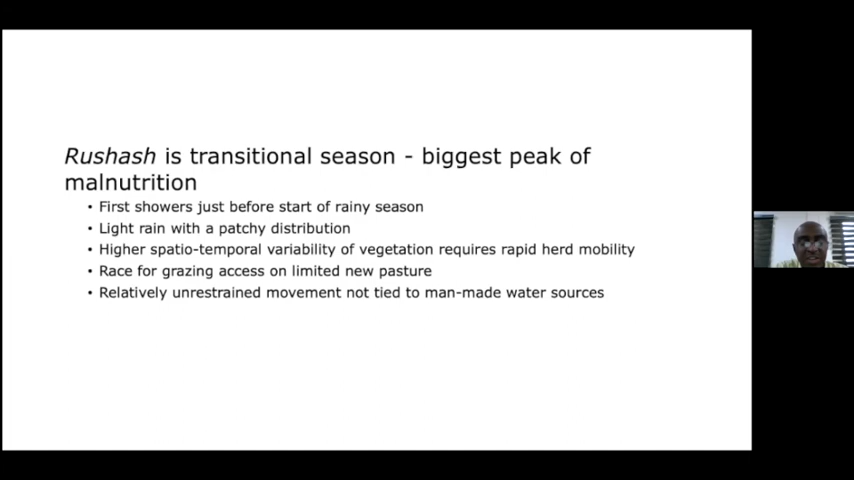 Rushash is transitional season - biggest peak of
malnutrition
• First showers just before start of rainy season
• Light rain with a patchy distribution
• Higher spatio-temporal variability of vegetation requires rapid herd mobility
• Race for grazing access on limited new pasture
• Relatively unrestrained movement not tied to man-made water sources